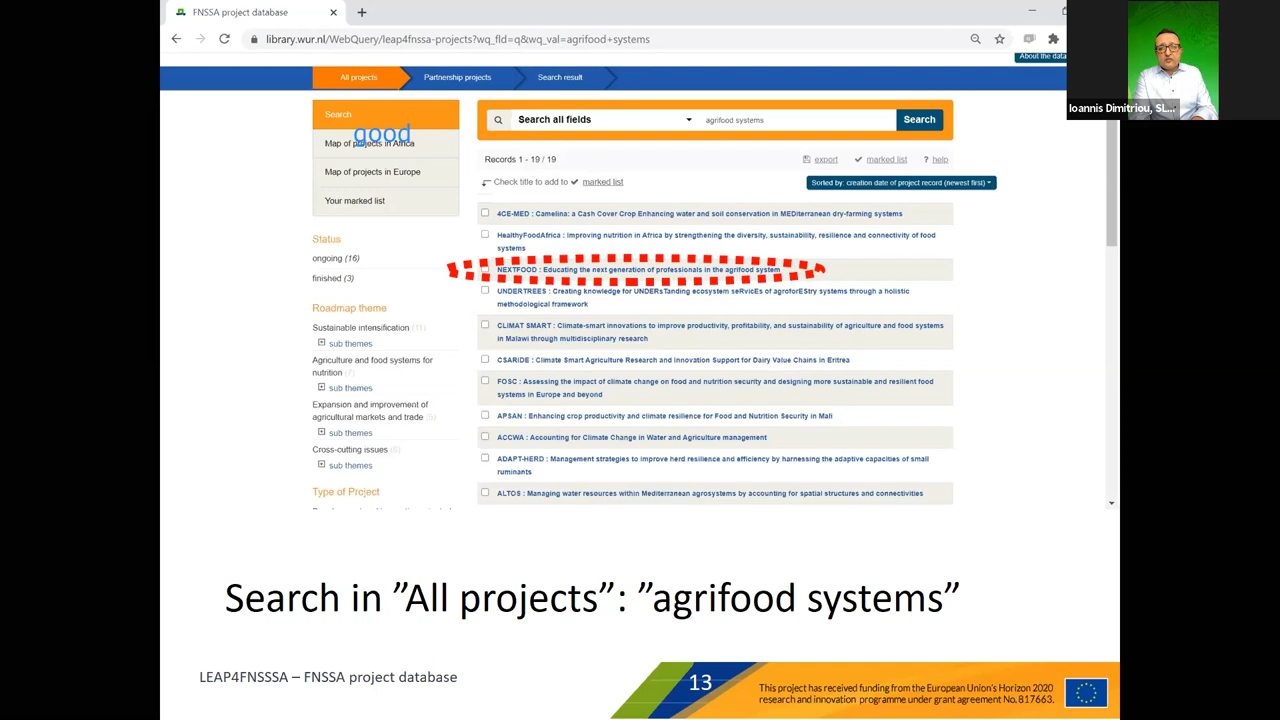 FNSSA project database
library.wur.nl/WebQuery/leap4fnssa-projects?wq_fld=q&wq_val=agrifood+systems
About the data
Ioannis Dimitriou, SL...
All projects
Partnership projects
Search result
Search
good
Map of projects in Africa
Map of projects in Europe
Your marked list
Status
ongoing (16)
finished (3)
Roadmap theme
Sustainable intensification (11)
sub themes
Agriculture and food systems for
nutrition (7)
sub themes
Expansion and improvement of
agricultural markets and trade (5)
sub themes
Cross-cutting issues (6)
sub themes
Type of Project
Search all fields
agrifood systems
Search
Records 1 - 19 / 19
export
marked list
? help
Check title to add to marked list
Sorted by: creation date of project record (newest first)
4CE-MED : Camelina: a Cash Cover Crop Enhancing water and soil conservation in MEDiterranean dry-farming systems
HealthyFoodAfrica : Improving nutrition in Africa by strengthening the diversity, sustainability, resilience and connectivity of food
systems
NEXTFOOD : Educating the next generation of professionals in the agrifood system
UNDERTREES : Creating knowledge for UNDERsTanding ecosystem seRvicEs of agroforEStry systems through a holistic
methodological framework
CLIMAT SMART : Climate-smart innovations to improve productivity, profitability, and sustainability of agriculture and food systems
in Malawi through multidisciplinary research
CSARIDE : Climate Smart Agriculture Research and Innovation Support for Dairy Value Chains in Eritrea
FOSC : Assessing the impact of climate change on food and nutrition security and designing more sustainable and resilient food
systems in Europe and beyond
APSAN : Enhancing crop productivity and climate resilience for Food and Nutrition Security in Mali
ACCWA : Accounting for Climate Change in Water and Agriculture management
ADAPT-HERD : Management strategies to improve herd resilience and efficiency by harnessing the adaptive capacities of small
ruminants
ALTOS : Managing water resources within Mediterranean agrosystems by accounting for spatial structures and connectivities
Search in ”All projects”: ”agrifood systems”
LEAP4FNSSSA – FNSSA project database
13
This project has received funding from the European Union's Horizon 2020
research and innovation programme under grant agreement No. 817663.